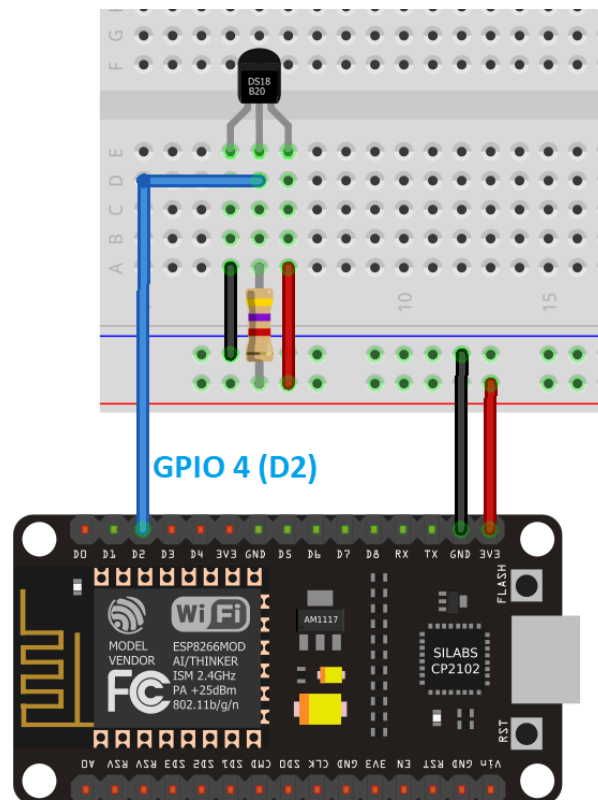 G
F
DS18
B20
E
D
C
B
A
10
15
GPIO 4 (D2)
D0 D1 D2 D3 D4 3V3 GND D5 D6 D7 D8 RX TX GND 3V3
FLASH
WiFi
MODEL
VENDOR
ESP8266MOD
AI/THINKER
ISM 2.4GHz
PA +25dBm
802.11b/g/n
FCC
AM1117
SILABS
CP2102
RST
A0 RSV RSV SD3 SD2 SD1 CMD SD0 CLK GND 3V3 EN RST GND Vin